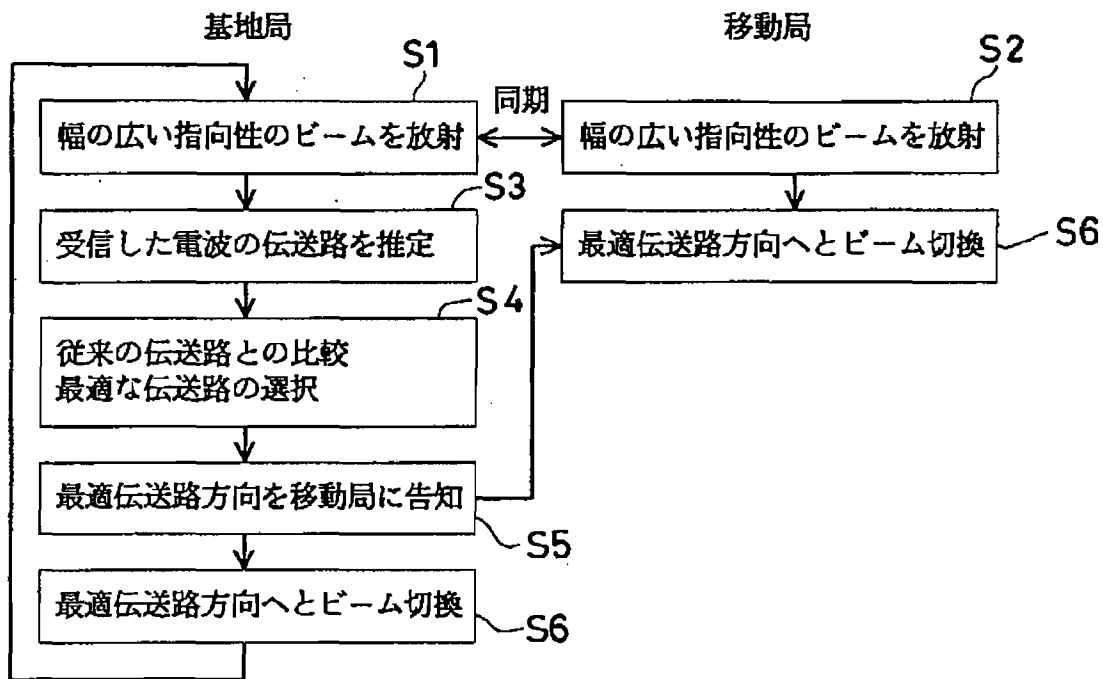 基地局
移動局
S1
S2
同期
幅の広い指向性のビームを放射
幅の広い指向性のビームを放射
S3
受信した電波の伝送路を推定
最適伝送路方向へとビーム切換
S6
S4
従来の伝送路との比較
最適な伝送路の選択
最適伝送路方向を移動局に告知
S5
最適伝送路方向へとビーム切換
S6